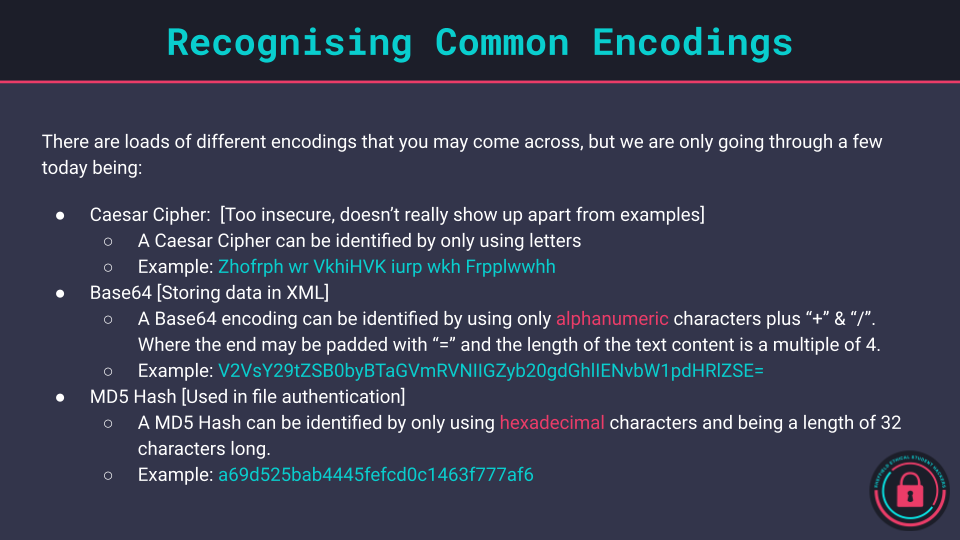 Recognising Common Encodings
There are loads of different encodings that you may come across, but we are only going through a few
today being:
● Caesar Cipher:  [Too insecure, doesn’t really show up apart from examples]
○ A Caesar Cipher can be identified by only using letters
○ Example: Zhofrph wr VkhiHVK iurp wkh Frpplwwhh
● Base64 [Storing data in XML]
○ A Base64 encoding can be identified by using only alphanumeric characters plus “+” & “/”.
Where the end may be padded with “=” and the length of the text content is a multiple of 4.
○ Example: V2VsY29tZSB0byBTaGVmRVNIIGZyb20gdGhlIENvbW1pdHRlZSE=
● MD5 Hash [Used in file authentication]
○ A MD5 Hash can be identified by only using hexadecimal characters and being a length of 32
characters long.
○ Example: a69d525bab4445fefcd0c1463f777af6
SHEFFIELD ETHICAL STUDENT HACKERS